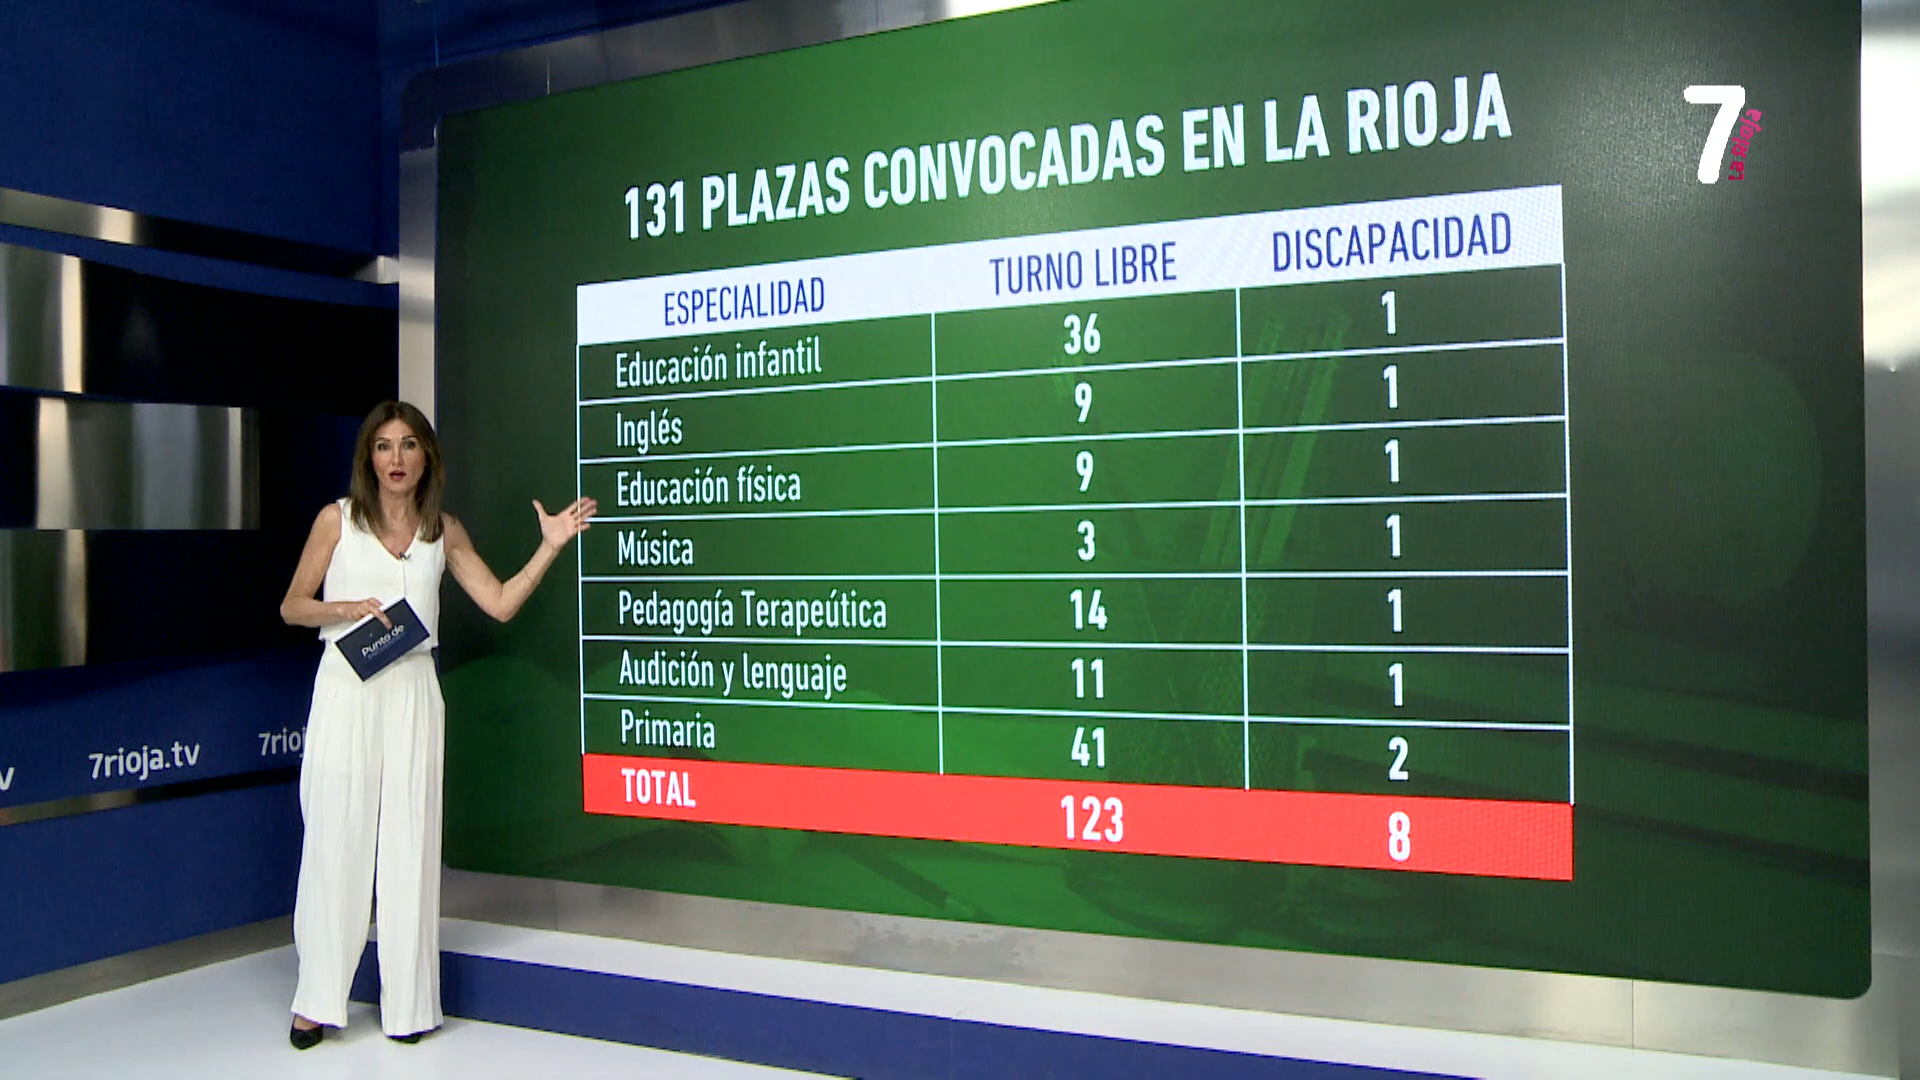 131 PLAZAS CONVOCADAS EN LA RIOJA
ESPECIALIDAD TURNO LIBRE DISCAPACIDAD
Educación infantil 36 1
Inglés 9 1
Educación física 9 1
Música 3 1
Pedagogía Terapeútica 14 1
Audición y lenguaje 11 1
Primaria 41 2
TOTAL 123 8
7 LA RIOJA
Punto de
v 7rioja.tv 7rioj